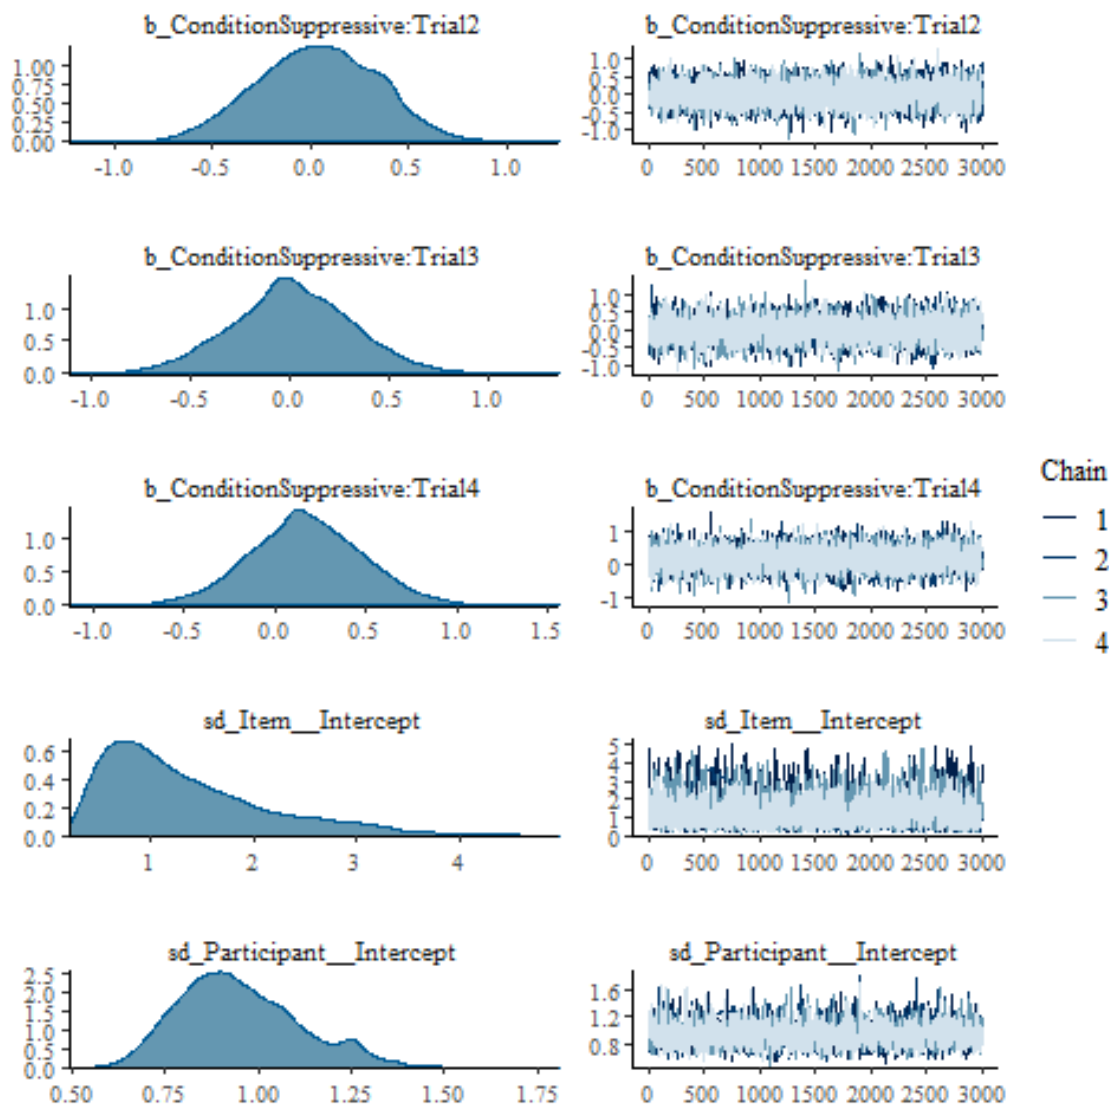 b_ConditionSuppressive:Trial2 b_ConditionSuppressive:Trial2
1.00 1.0
0.75 0.5
0.50 0.0
0.25 -0.5
0.00 -1.0
-1.0 -0.5 0.0 0.5 1.0 0 500 1000 1500 2000 2500 3000
b_ConditionSuppressive:Trial3 b_ConditionSuppressive:Trial3
1.0 1.0
0.5 0.5
0.0 0.0
-0.5
-1.0
-1.0 -0.5 0.0 0.5 1.0 0 500 1000 1500 2000 2500 3000
Chain
1
2
3
4
b_ConditionSuppressive:Trial4 b_ConditionSuppressive:Trial4
1.0 1
0.5 0
0.0 -1
-1.0 -0.5 0.0 0.5 1.0 1.5 0 500 1000 1500 2000 2500 3000
sd_Item__Intercept sd_Item__Intercept
0.6 5
0.4 4
0.2 3
0.0 2
1
0
1 2 3 4 0 500 1000 1500 2000 2500 3000
sd_Participant__Intercept sd_Participant__Intercept
2.5 1.6
2.0 1.2
1.5 0.8
1.0
0.5
0.0
0.50 0.75 1.00 1.25 1.50 1.75 0 500 1000 1500 2000 2500 3000